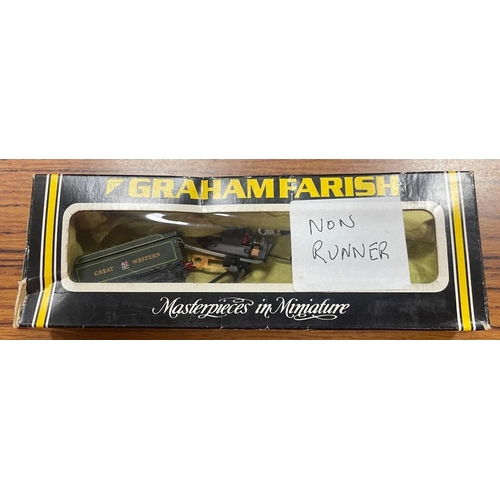 GRAHAM FARISH
NON
RUNNER
GREAT WESTERN
Masterpieces in Miniature